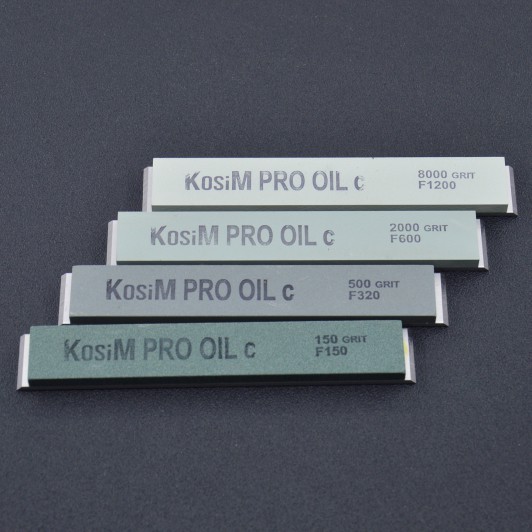 KosiM PRO OIL c
8000 GRIT
F1200
KosiM PRO OIL c
2000 GRIT
F600
KosiM PRO OIL c
500 GRIT
F320
KosiM PRO OIL c
150 GRIT
F150